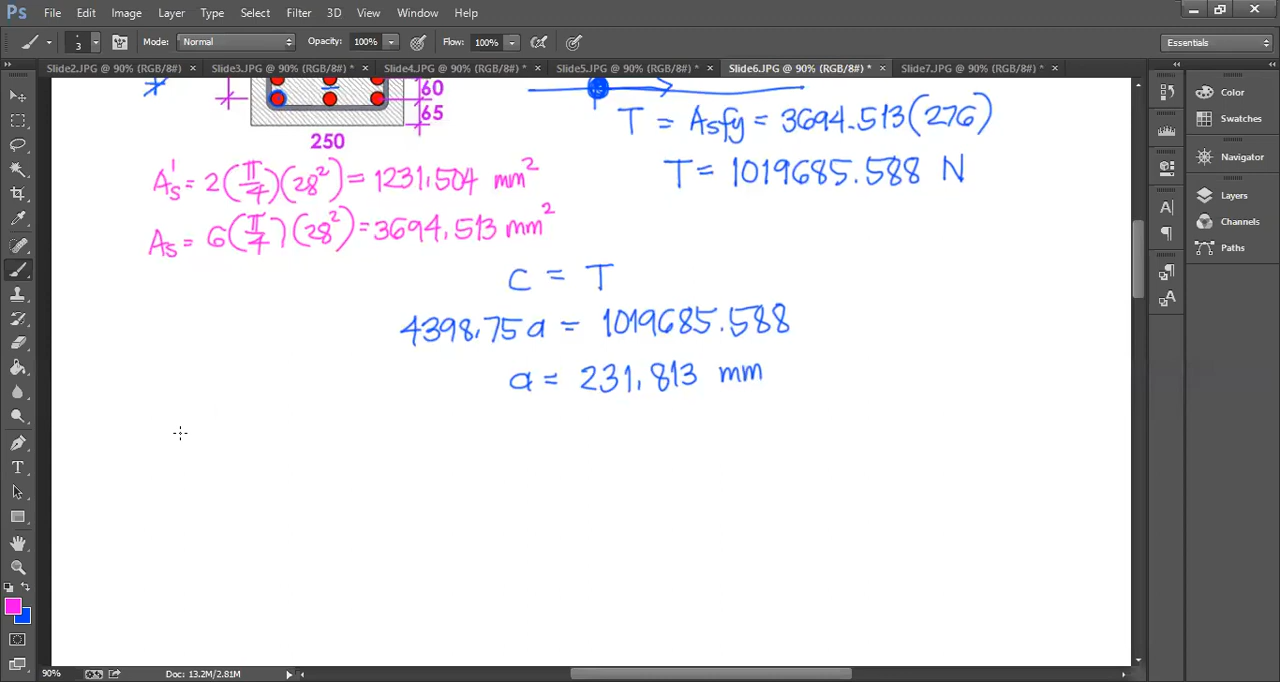 Ps File Edit Image Layer Type Select Filter 3D View Window Help
3 Mode: Normal Opacity: 100% Flow: 100% Essentials
Slide2.JPG @ 90% (RGB/8#) × Slide3.JPG @ 90% (RGB/8#) * × Slide4.JPG @ 90% (RGB/8#) * × Slide5.JPG @ 90% (RGB/8#) * × Slide6.JPG @ 90% (RGB/8#) * × Slide7.JPG @ 90% (RGB/8#) * ×
60
65
250
T = Asfy = 3694.513(276)
T = 1019685.588 N
As' = 2(π/4)(28²) = 1231.504 mm²
As = 6(π/4)(28²) = 3694.513 mm²
C = T
4398.75a = 1019685.588
a = 231.813 mm
Color
Swatches
Navigator
Layers
Channels
Paths
90% Doc: 13.2M/2.81M